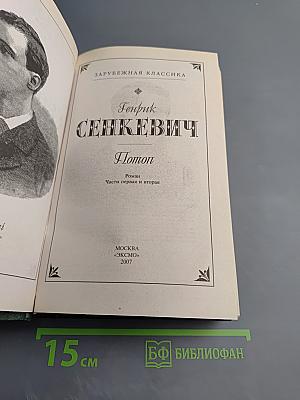 ЗАРУБЕЖНАЯ КЛАССИКА
Генрик
СЕНКЕВИЧ
Потоп
Роман
Части первая и вторая
МОСКВА
«ЭКСМО»
2007
15 см
БФ БИБЛИОФАН